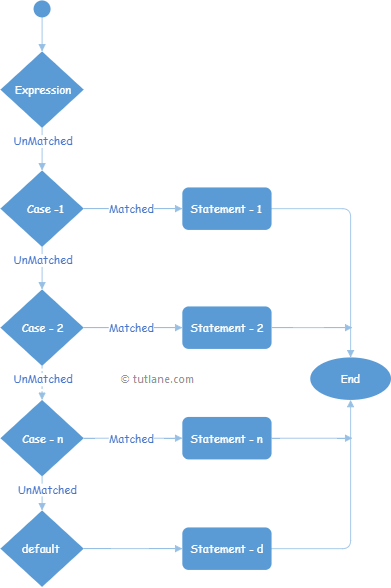 Expression
UnMatched
Case -1
Matched
Statement - 1
UnMatched
Case - 2
Matched
Statement - 2
UnMatched
© tutlane.com
End
Case - n
Matched
Statement - n
UnMatched
default
Statement - d